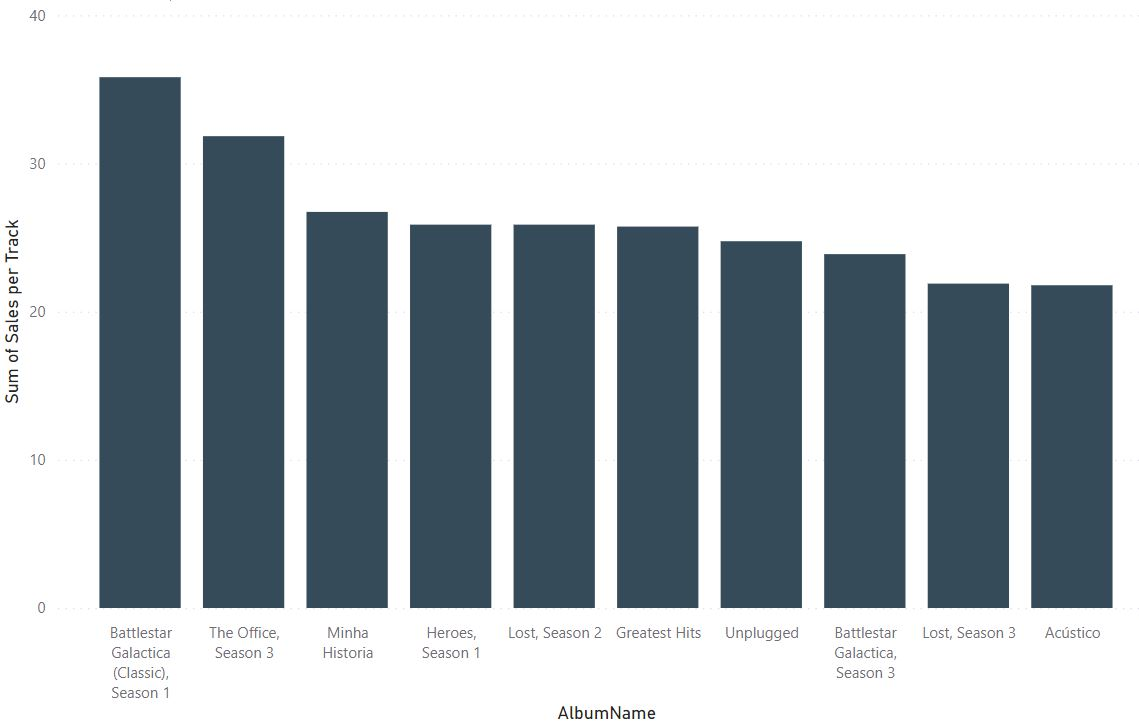 40
30
20
10
0
Sum of Sales per Track
Battlestar
Galactica
(Classic),
Season 1
The Office,
Season 3
Minha
Historia
Heroes,
Season 1
Lost, Season 2
Greatest Hits
Unplugged
Battlestar
Galactica,
Season 3
Lost, Season 3
Acústico
AlbumName